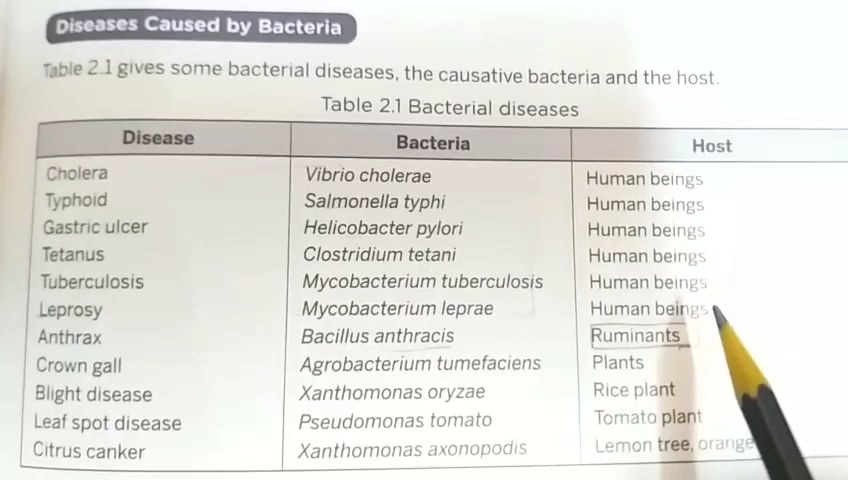 Diseases Caused by Bacteria
Table 2.1 gives some bacterial diseases, the causative bacteria and the host.
Table 2.1 Bacterial diseases
Disease Bacteria Host
Cholera Vibrio cholerae Human beings
Typhoid Salmonella typhi Human beings
Gastric ulcer Helicobacter pylori Human beings
Tetanus Clostridium tetani Human beings
Tuberculosis Mycobacterium tuberculosis Human beings
Leprosy Mycobacterium leprae Human beings
Anthrax Bacillus anthracis Ruminants
Crown gall Agrobacterium tumefaciens Plants
Blight disease Xanthomonas oryzae Rice plant
Leaf spot disease Pseudomonas tomato Tomato plant
Citrus canker Xanthomonas axonopodis Lemon tree, orange